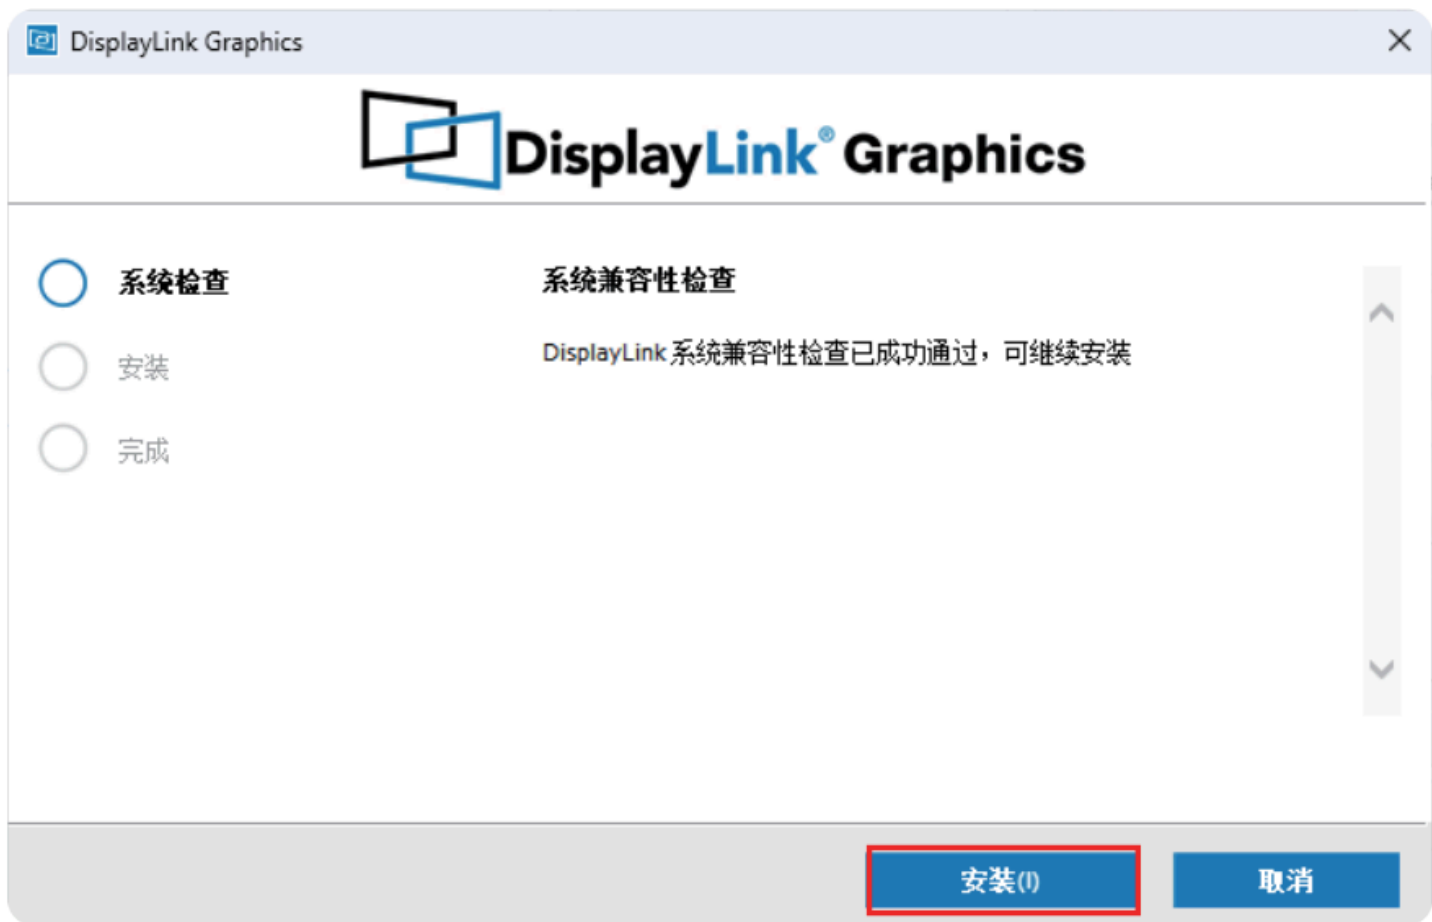 DisplayLink Graphics
DisplayLink® Graphics
系统检查
安装
完成
系统兼容性检查
DisplayLink 系统兼容性检查已成功通过，可继续安装
安装(I)
取消